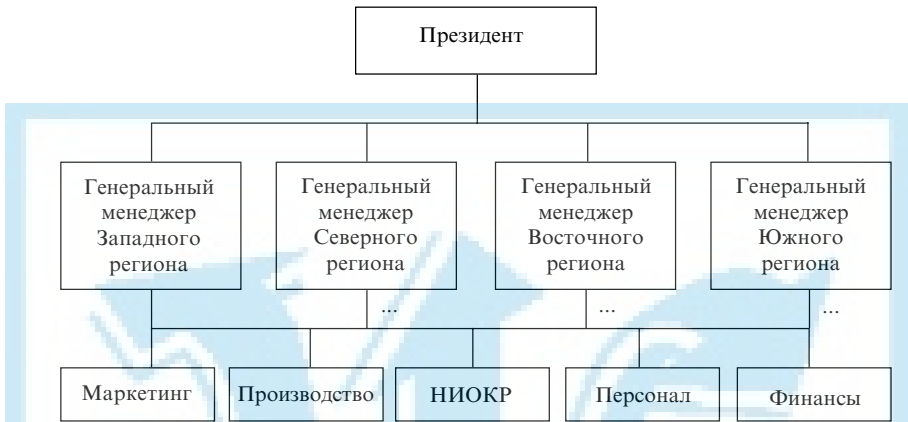 Президент
Генеральный
менеджер
Западного
региона
Генеральный
менеджер
Северного
региона
Генеральный
менеджер
Восточного
региона
Генеральный
менеджер
Южного
региона
...
...
...
Маркетинг
Производство
НИОКР
Персонал
Финансы